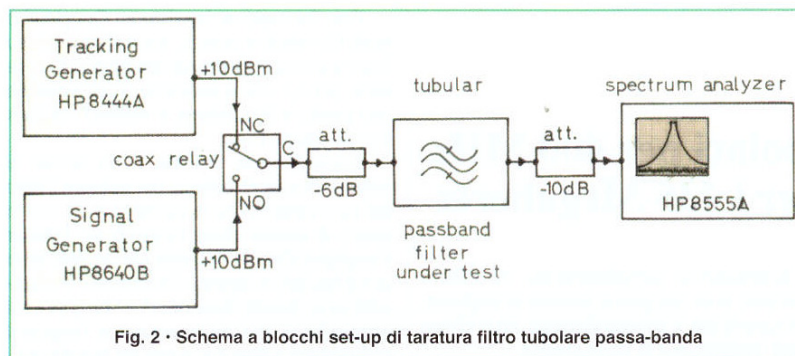 Tracking
Generator
HP8444A
+10dBm
NC
coax relay
C
NO
Signal
Generator
HP8640B
+10dBm
att.
-6dB
tubular
passband
filter
under test
att.
-10dB
spectrum analyzer
HP8555A
Fig. 2 · Schema a blocchi set-up di taratura filtro tubolare passa-banda